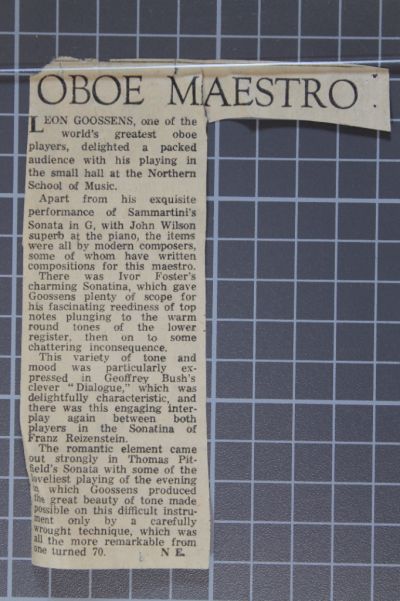 OBOE MAESTRO
LEON GOOSSENS, one of the
world's greatest oboe
players, delighted a packed
audience with his playing in
the small hall at the Northern
School of Music.
Apart from his exquisite
performance of Sammartini's
Sonata in G, with John Wilson
superb at the piano, the items
were all by modern composers,
some of whom have written
compositions for this maestro.
There was Ivor Foster's
charming Sonatina, which gave
Goossens plenty of scope for
his fascinating reediness of top
notes plunging to the warm
round tones of the lower
register, then on to some
chattering inconsequence.
This variety of tone and
mood was particularly ex-
pressed in Geoffrey Bush's
clever "Dialogue," which was
delightfully characteristic, and
there was this engaging inter-
play again between both
players in the Sonatina of
Franz Reizenstein.
The romantic element came
out strongly in Thomas Pit-
field's Sonata with some of the
loveliest playing of the evening
in which Goossens produced
the great beauty of tone made
possible on this difficult instru-
ment only by a carefully
wrought technique, which was
all the more remarkable from
one turned 70. N E.